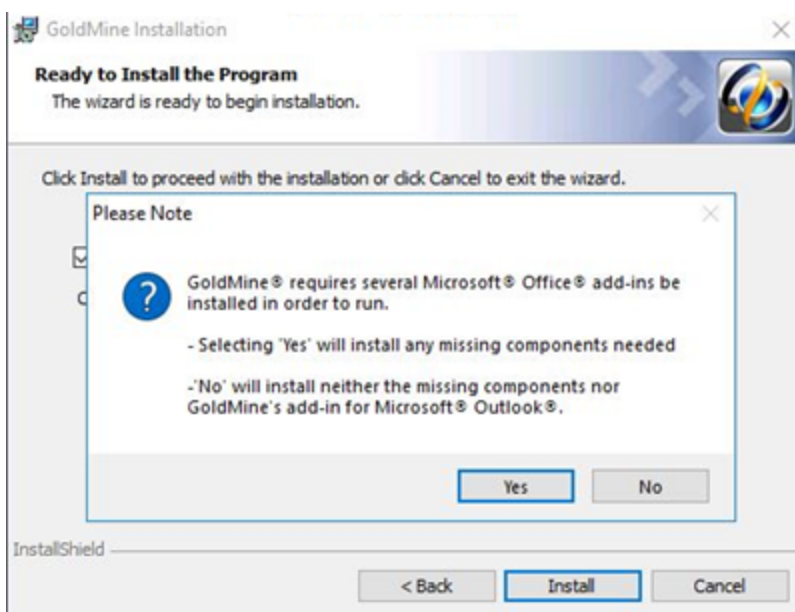 GoldMine Installation
Ready to Install the Program
The wizard is ready to begin installation.
Click Install to proceed with the installation or click Cancel to exit the wizard.
Please Note
GoldMine® requires several Microsoft® Office® add-ins be
installed in order to run.
- Selecting 'Yes' will install any missing components needed
-'No' will install neither the missing components nor
GoldMine's add-in for Microsoft® Outlook®.
Yes
No
InstallShield
< Back
Install
Cancel